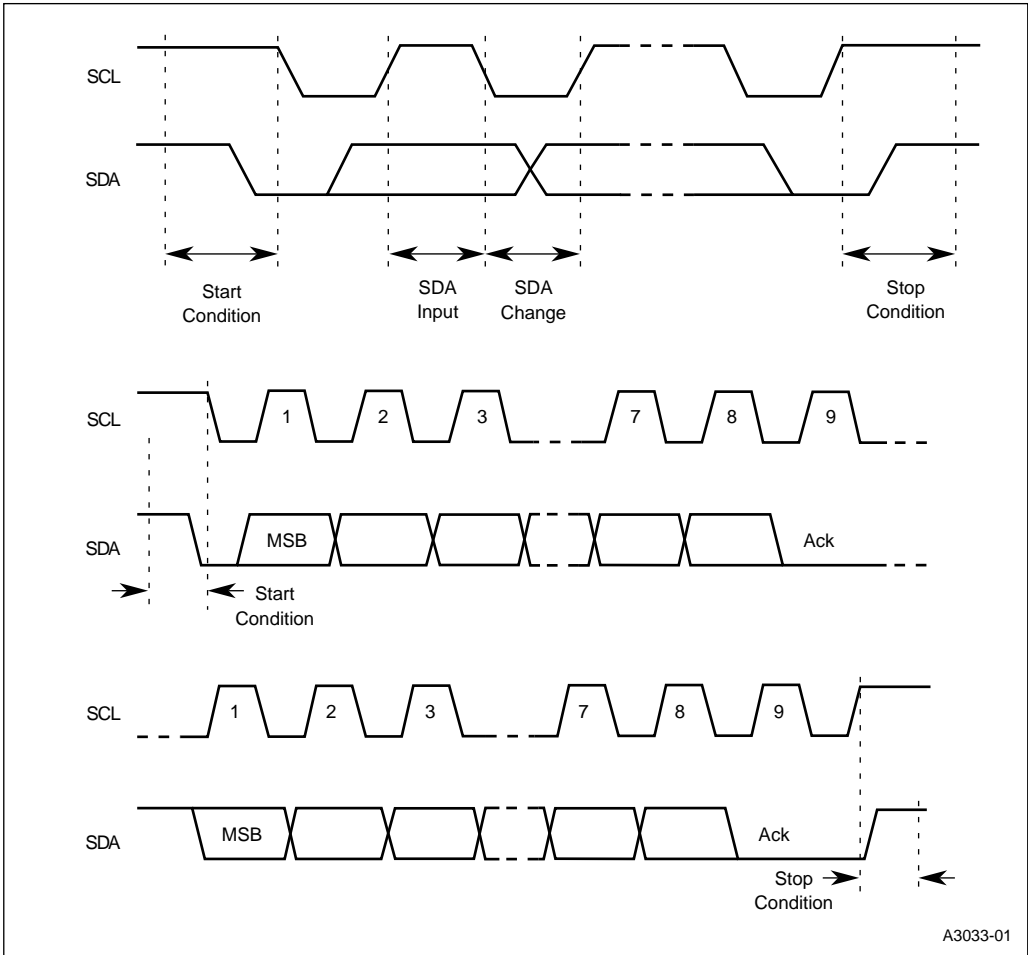 SCL
SDA
Start
Condition
SDA
Input
SDA
Change
Stop
Condition
SCL
1 2 3 7 8 9
SDA
MSB
Ack
Start
Condition
SCL
1 2 3 7 8 9
SDA
MSB
Ack
Stop
Condition
A3033-01